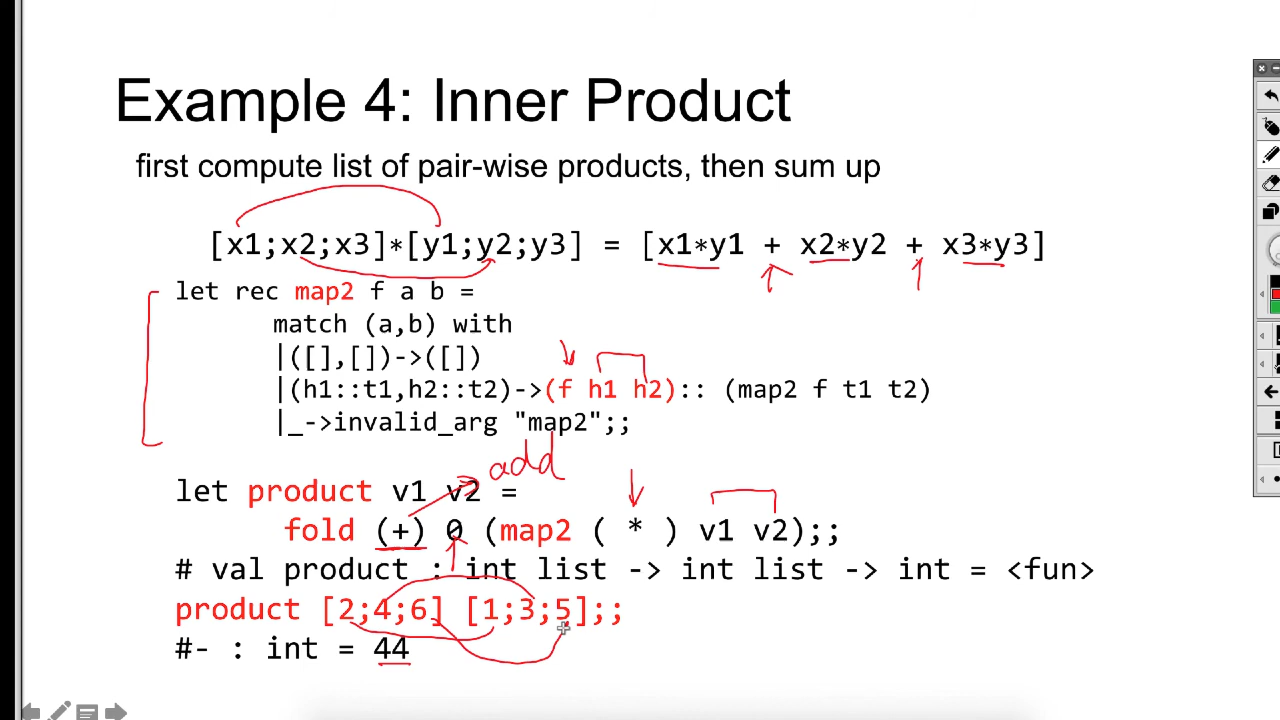 Example 4: Inner Product
first compute list of pair-wise products, then sum up
[x1;x2;x3]*[y1;y2;y3] = [x1*y1 + x2*y2 + x3*y3]
let rec map2 f a b =
match (a,b) with
|([],[])->([])
|(h1::t1,h2::t2)->(f h1 h2):: (map2 f t1 t2)
|_->invalid_arg "map2";;
add
let product v1 v2 =
fold (+) 0 (map2 ( * ) v1 v2);;
# val product : int list -> int list -> int = <fun>
product [2;4;6] [1;3;5];;
#- : int = 44